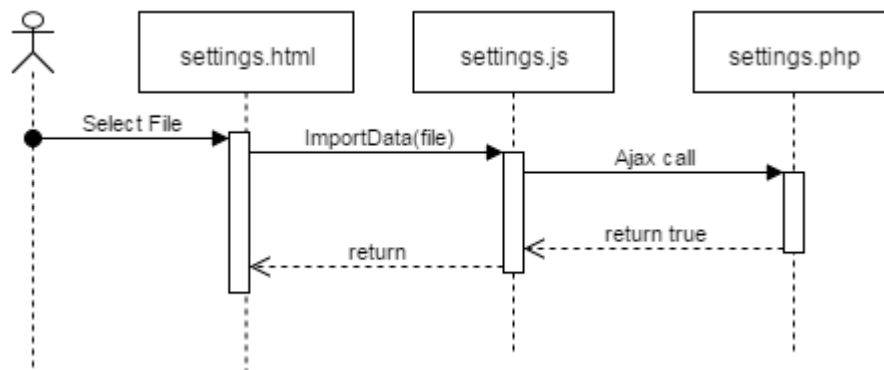 settings.html
settings.js
settings.php
Select File
ImportData(file)
Ajax call
return true
return